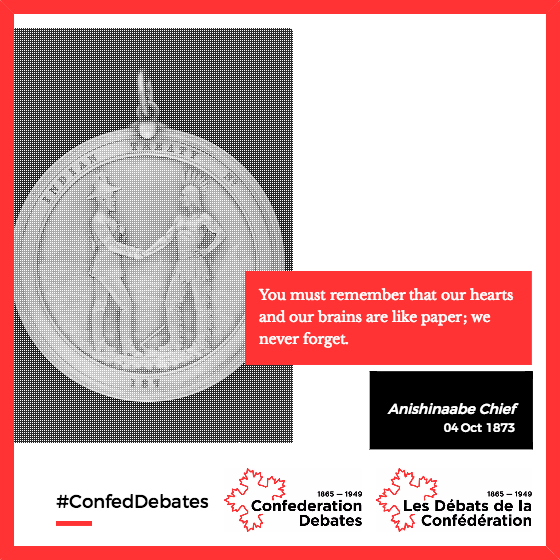 INDIAN TREATY No
187
You must remember that our hearts
and our brains are like paper; we
never forget.
Anishinaabe Chief
04 Oct 1873
#ConfedDebates
1865 – 1949
Confederation
Debates
1865 – 1949
Les Débats de la
Confédération